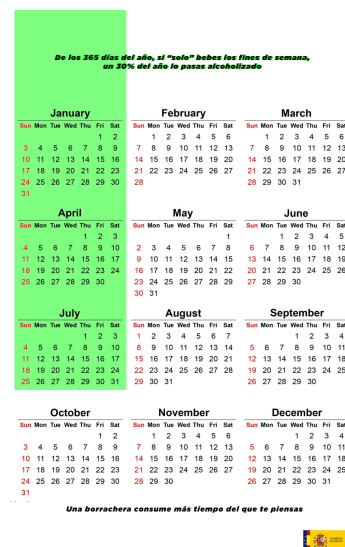 De los 365 días del año, si “solo” bebes los fines de semana,
un 30% del año lo pasas alcoholizado
January
Sun Mon Tue Wed Thu Fri Sat
1 2
3 4 5 6 7 8 9
10 11 12 13 14 15 16
17 18 19 20 21 22 23
24 25 26 27 28 29 30
31
February
Sun Mon Tue Wed Thu Fri Sat
1 2 3 4 5 6
7 8 9 10 11 12 13
14 15 16 17 18 19 20
21 22 23 24 25 26 27
28
March
Sun Mon Tue Wed Thu Fri Sat
1 2 3 4 5 6
7 8 9 10 11 12 13
14 15 16 17 18 19 20
21 22 23 24 25 26 27
28 29 30 31
April
Sun Mon Tue Wed Thu Fri Sat
1 2 3
4 5 6 7 8 9 10
11 12 13 14 15 16 17
18 19 20 21 22 23 24
25 26 27 28 29 30
May
Sun Mon Tue Wed Thu Fri Sat
1
2 3 4 5 6 7 8
9 10 11 12 13 14 15
16 17 18 19 20 21 22
23 24 25 26 27 28 29
30 31
June
Sun Mon Tue Wed Thu Fri Sat
1 2 3 4 5
6 7 8 9 10 11 12
13 14 15 16 17 18 19
20 21 22 23 24 25 26
27 28 29 30
July
Sun Mon Tue Wed Thu Fri Sat
1 2 3
4 5 6 7 8 9 10
11 12 13 14 15 16 17
18 19 20 21 22 23 24
25 26 27 28 29 30 31
August
Sun Mon Tue Wed Thu Fri Sat
1 2 3 4 5 6 7
8 9 10 11 12 13 14
15 16 17 18 19 20 21
22 23 24 25 26 27 28
29 30 31
September
Sun Mon Tue Wed Thu Fri Sat
1 2 3 4
5 6 7 8 9 10 11
12 13 14 15 16 17 18
19 20 21 22 23 24 25
26 27 28 29 30
October
Sun Mon Tue Wed Thu Fri Sat
1 2
3 4 5 6 7 8 9
10 11 12 13 14 15 16
17 18 19 20 21 22 23
24 25 26 27 28 29 30
31
November
Sun Mon Tue Wed Thu Fri Sat
1 2 3 4 5 6
7 8 9 10 11 12 13
14 15 16 17 18 19 20
21 22 23 24 25 26 27
28 29 30
December
Sun Mon Tue Wed Thu Fri Sat
1 2 3 4
5 6 7 8 9 10 11
12 13 14 15 16 17 18
19 20 21 22 23 24 25
26 27 28 29 30 31
Una borrachera consume más tiempo del que te piensas